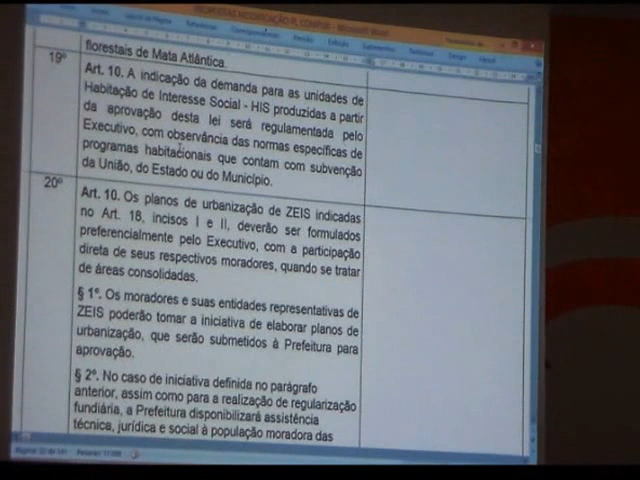 PROPOSTAS MODIFICAÇÃO PL COMPUR - Microsoft Word
florestais de Mata Atlântica.
19º
Art. 10. A indicação da demanda para as unidades de
Habitação de Interesse Social - HIS produzidas a partir
da aprovação desta lei será regulamentada pelo
Executivo, com observância das normas específicas de
programas habitacionais que contam com subvenção
da União, do Estado ou do Município.
20º
Art. 10. Os planos de urbanização de ZEIS indicadas
no Art. 18, incisos I e II, deverão ser formulados
preferencialmente pelo Executivo, com a participação
direta de seus respectivos moradores, quando se tratar
de áreas consolidadas.
§ 1º. Os moradores e suas entidades representativas de
ZEIS poderão tomar a iniciativa de elaborar planos de
urbanização, que serão submetidos à Prefeitura para
aprovação.
§ 2º. No caso de iniciativa definida no parágrafo
anterior, assim como para a realização de regularização
fundiária, a Prefeitura disponibilizará assistência
técnica, jurídica e social à população moradora das